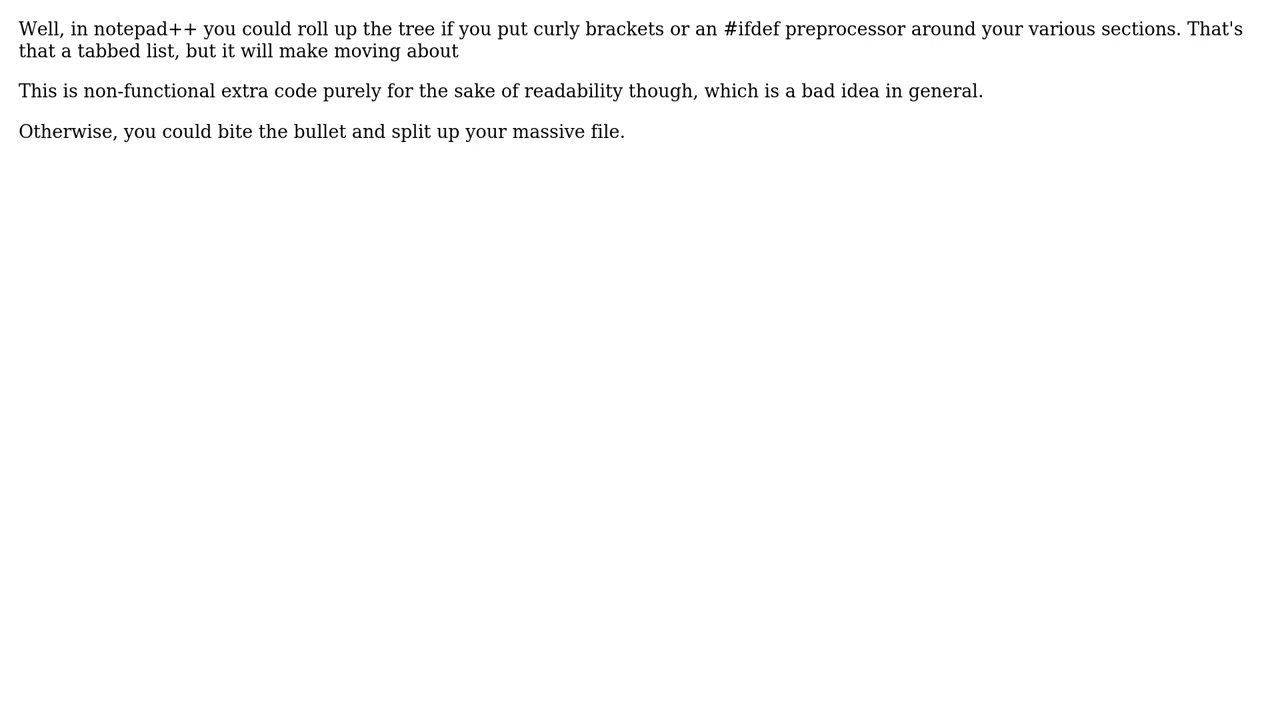 Well, in notepad++ you could roll up the tree if you put curly brackets or an #ifdef preprocessor around your various sections. That's
that a tabbed list, but it will make moving about
This is non-functional extra code purely for the sake of readability though, which is a bad idea in general.
Otherwise, you could bite the bullet and split up your massive file.